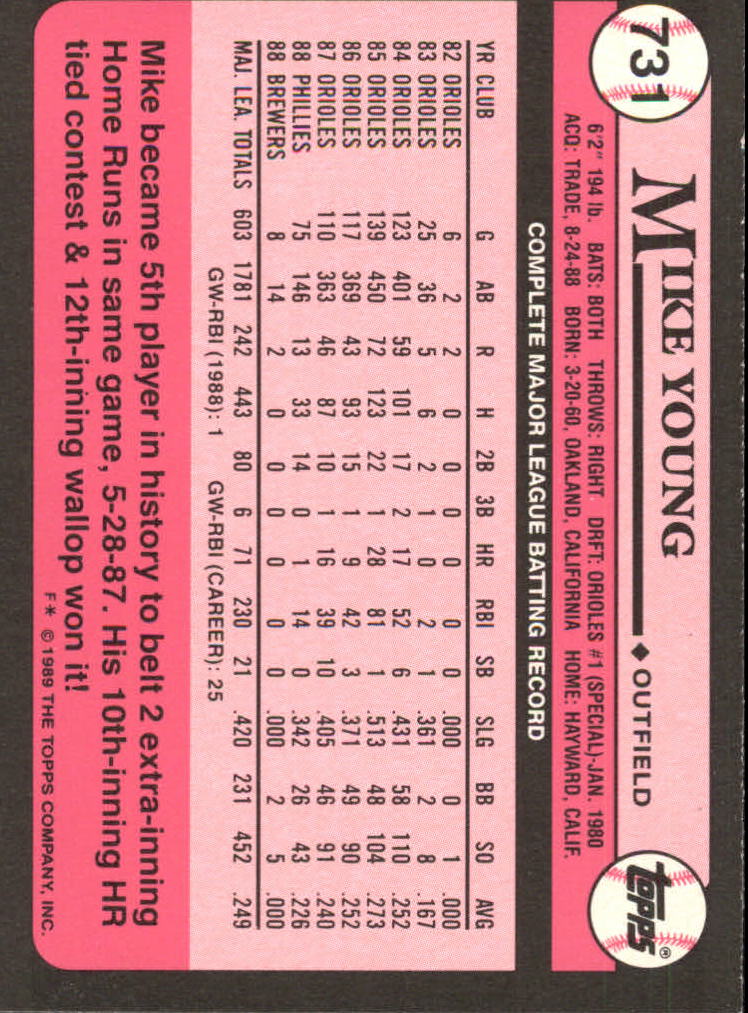 731
MIKE YOUNG ◆ OUTFIELD
topps®
6'2" 194 lb. BATS: BOTH THROWS: RIGHT DRFT: ORIOLES #1 (SPECIAL)-JAN. 1980
ACQ: TRADE, 8-24-88 BORN: 3-20-60, OAKLAND, CALIFORNIA HOME: HAYWARD, CALIF.
COMPLETE MAJOR LEAGUE BATTING RECORD
YR CLUB G AB R H 2B 3B HR RBI SB SLG BB SO AVG
82 ORIOLES 6 2 2 0 0 0 0 0 0 .000 0 1 .000
83 ORIOLES 25 36 5 6 2 1 0 2 1 .361 2 8 .167
84 ORIOLES 123 401 59 101 17 2 17 52 6 .431 58 110 .252
85 ORIOLES 139 450 72 123 22 1 28 81 1 .513 48 104 .273
86 ORIOLES 117 369 43 93 15 1 9 42 3 .371 49 90 .252
87 ORIOLES 110 363 46 87 10 1 16 39 10 .405 46 91 .240
88 PHILLIES 75 146 13 33 14 0 1 14 0 .342 26 43 .226
88 BREWERS 8 14 2 0 0 0 0 0 0 .000 2 5 .000
MAJ. LEA. TOTALS 603 1781 242 443 80 6 71 230 21 .420 231 452 .249
GW-RBI (1988): 1 GW-RBI (CAREER): 25
Mike became 5th player in history to belt 2 extra-inning
Home Runs in same game, 5-28-87. His 10th-inning HR
tied contest & 12th-inning wallop won it!
F* ©1989 THE TOPPS COMPANY, INC.